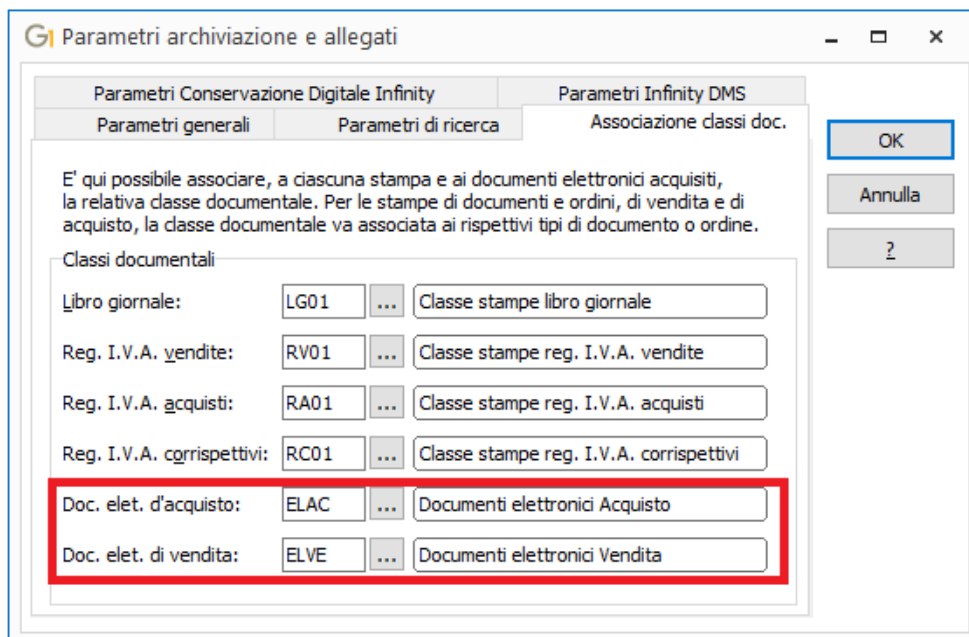 G1 Parametri archiviazione e allegati
Parametri Conservazione Digitale Infinity
Parametri Infinity DMS
Parametri generali
Parametri di ricerca
Associazione classi doc.
OK
Annulla
?
E' qui possibile associare, a ciascuna stampa e ai documenti elettronici acquisiti,
la relativa classe documentale. Per le stampe di documenti e ordini, di vendita e di
acquisto, la classe documentale va associata ai rispettivi tipi di documento o ordine.
Classi documentali
Libro giornale: LG01 ... Classe stampe libro giornale
Reg. I.V.A. vendite: RV01 ... Classe stampe reg. I.V.A. vendite
Reg. I.V.A. acquisti: RA01 ... Classe stampe reg. I.V.A. acquisti
Reg. I.V.A. corrispettivi: RC01 ... Classe stampe reg. I.V.A. corrispettivi
Doc. elet. d'acquisto: ELAC ... Documenti elettronici Acquisto
Doc. elet. di vendita: ELVE ... Documenti elettronici Vendita